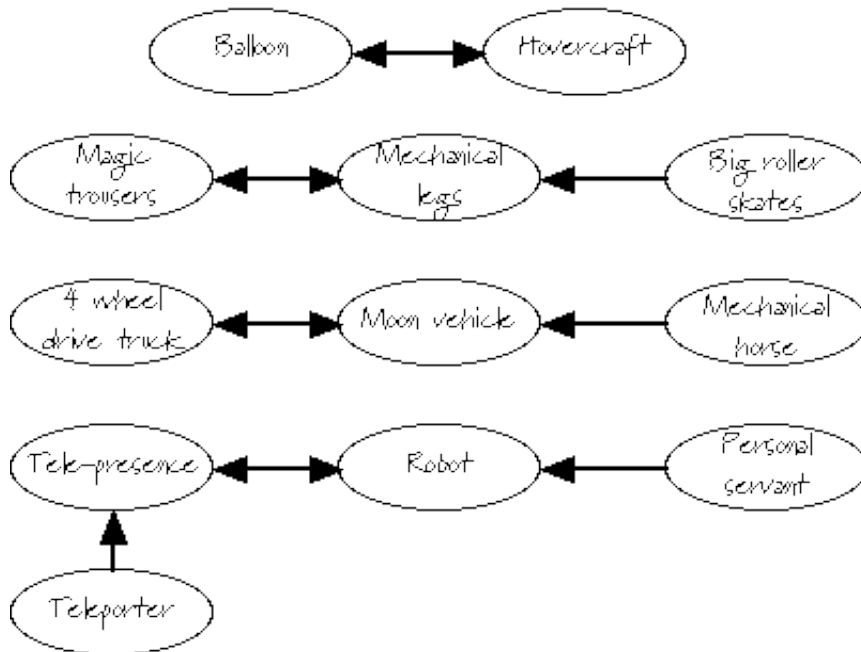 Balloon
Hovercraft
Magic
trousers
Mechanical
legs
Big roller
skates
4 wheel
drive truck
Moon vehicle
Mechanical
horse
Tele-presence
Robot
Personal
servant
Teleporter